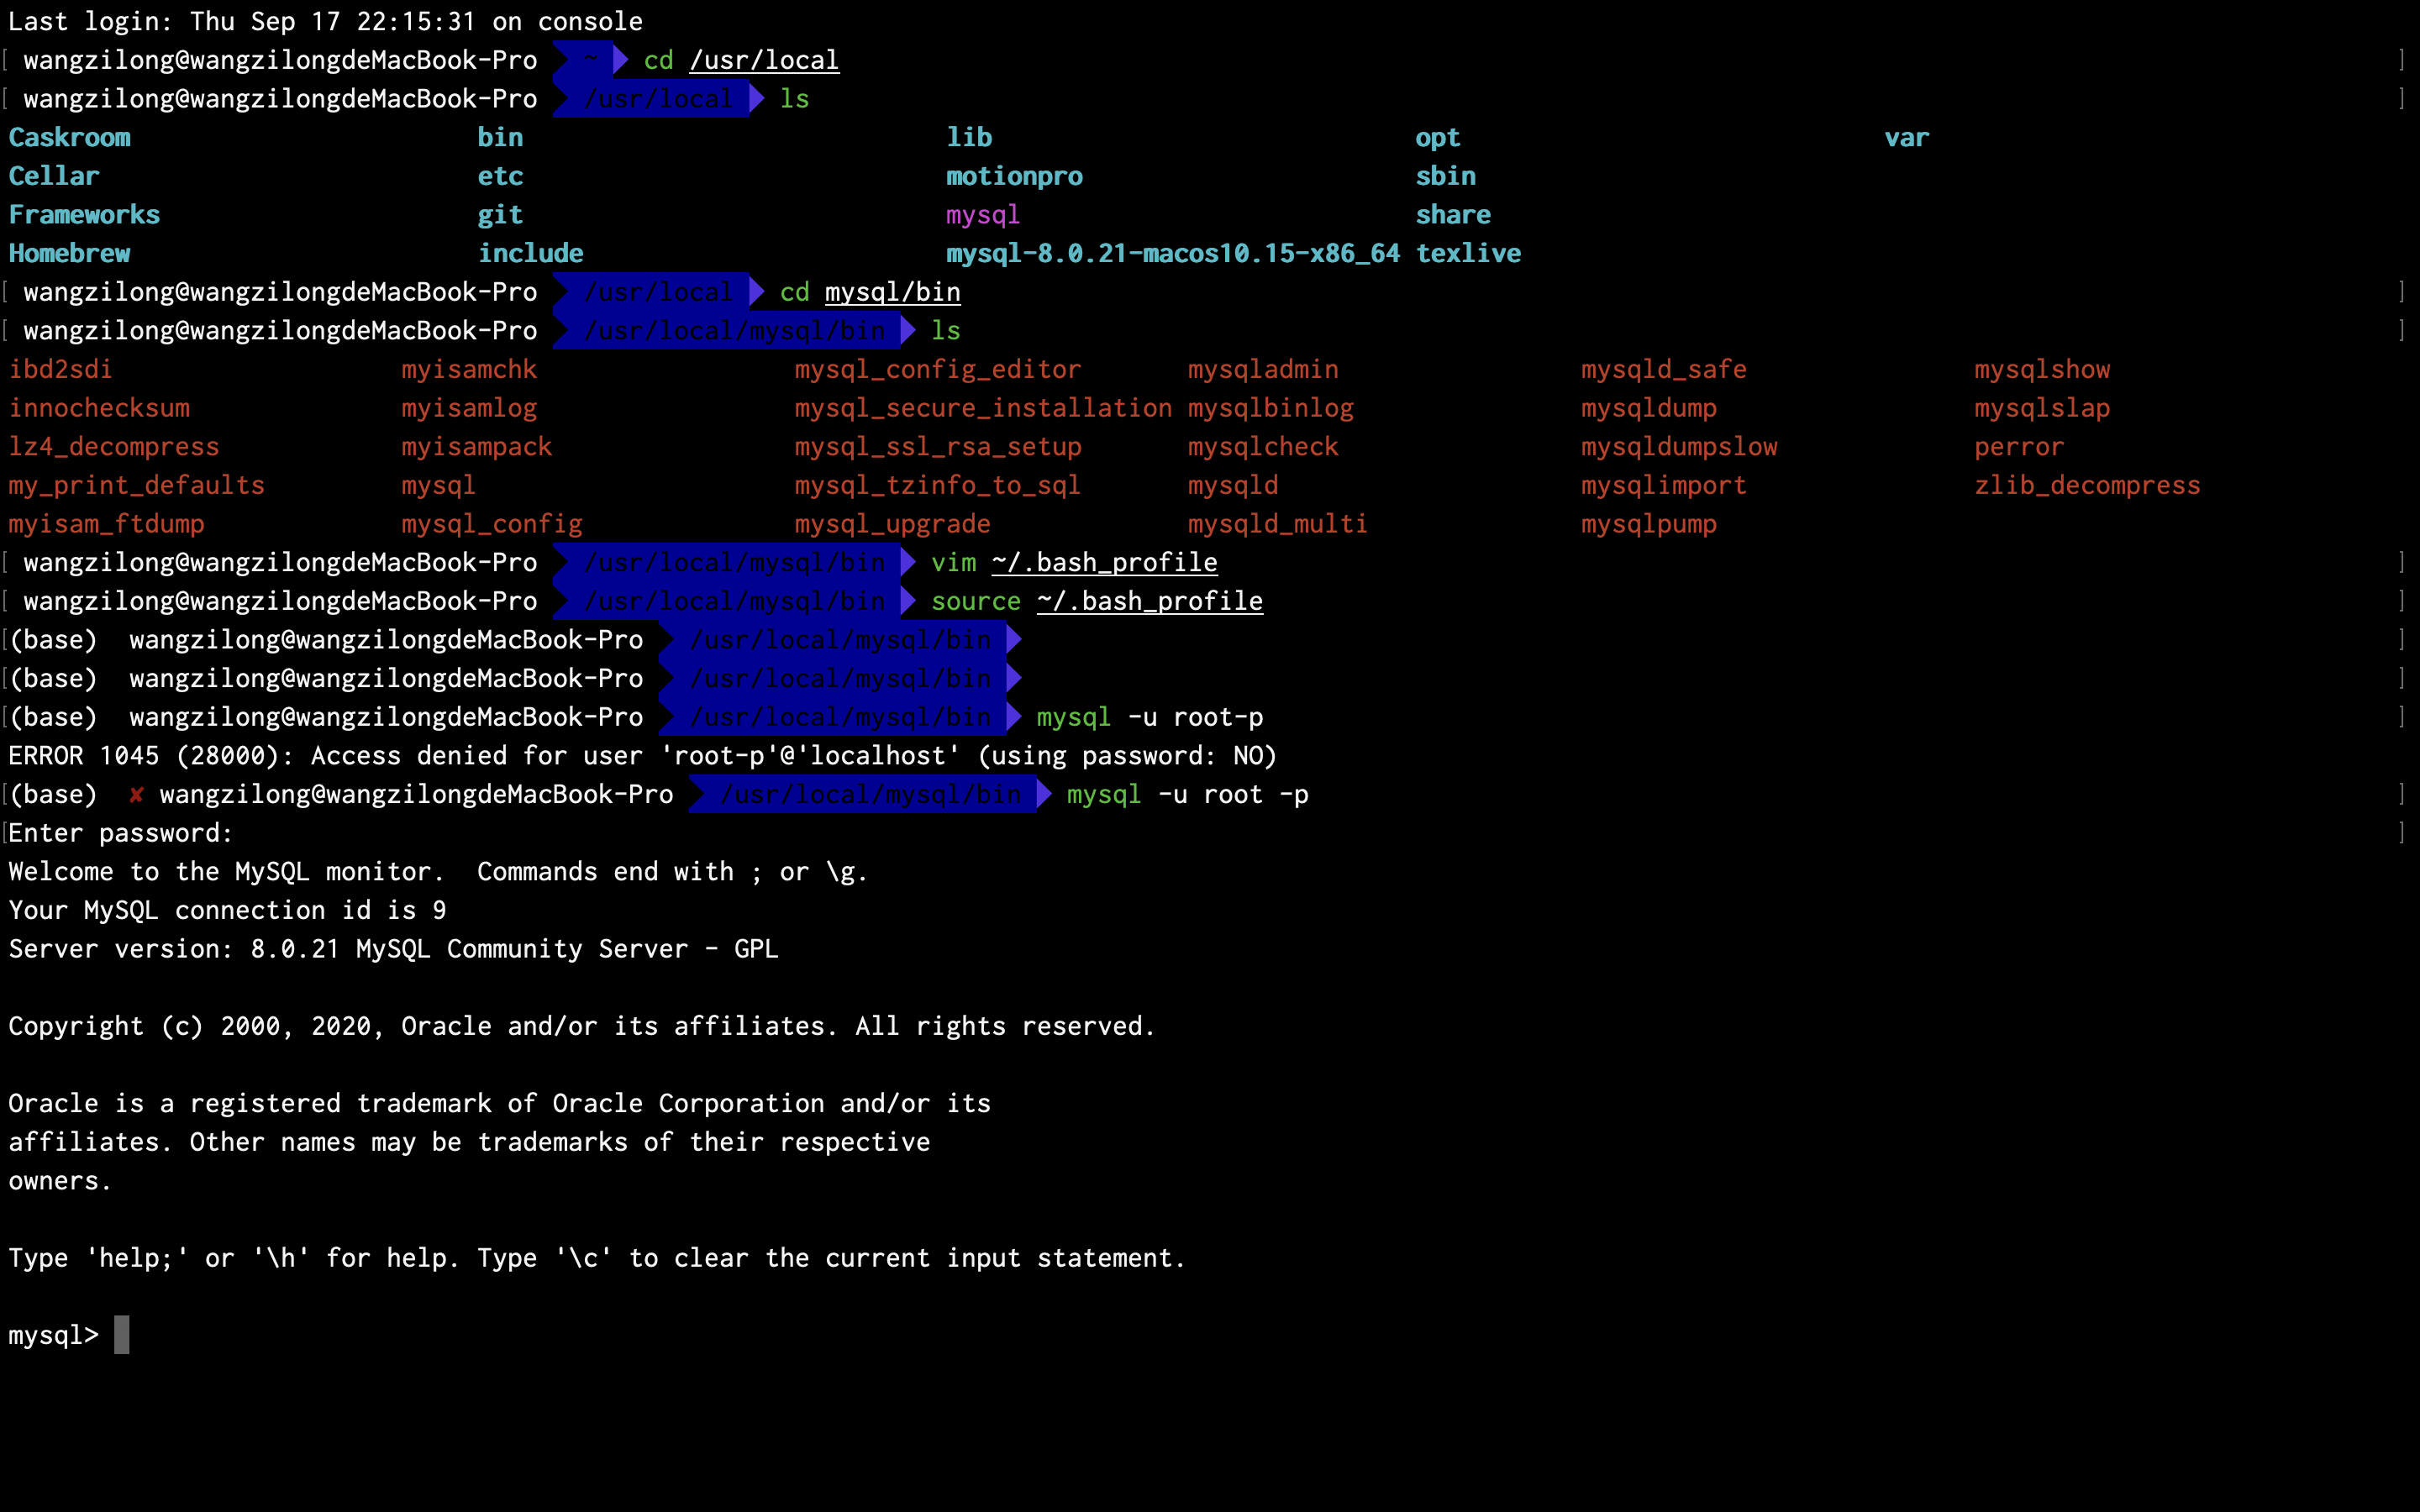 Last login: Thu Sep 17 22:15:31 on console
[ wangzilong@wangzilongdeMacBook-Pro ~ cd /usr/local ]
[ wangzilong@wangzilongdeMacBook-Pro /usr/local ls ]
Caskroom bin lib opt var
Cellar etc motionpro sbin
Frameworks git mysql share
Homebrew include mysql-8.0.21-macos10.15-x86_64 texlive
[ wangzilong@wangzilongdeMacBook-Pro /usr/local cd mysql/bin ]
[ wangzilong@wangzilongdeMacBook-Pro /usr/local/mysql/bin ls ]
ibd2sdi myisamchk mysql_config_editor mysqladmin mysqld_safe mysqlshow
innochecksum myisamlog mysql_secure_installation mysqlbinlog mysqldump mysqlslap
lz4_decompress myisampack mysql_ssl_rsa_setup mysqlcheck mysqldumpslow perror
my_print_defaults mysql mysql_tzinfo_to_sql mysqld mysqlimport zlib_decompress
myisam_ftdump mysql_config mysql_upgrade mysqld_multi mysqlpump
[ wangzilong@wangzilongdeMacBook-Pro /usr/local/mysql/bin vim ~/.bash_profile ]
[ wangzilong@wangzilongdeMacBook-Pro /usr/local/mysql/bin source ~/.bash_profile ]
[(base) wangzilong@wangzilongdeMacBook-Pro /usr/local/mysql/bin ]
[(base) wangzilong@wangzilongdeMacBook-Pro /usr/local/mysql/bin ]
[(base) wangzilong@wangzilongdeMacBook-Pro /usr/local/mysql/bin mysql -u root-p ]
ERROR 1045 (28000): Access denied for user 'root-p'@'localhost' (using password: NO)
[(base) ✘ wangzilong@wangzilongdeMacBook-Pro /usr/local/mysql/bin mysql -u root -p ]
[Enter password: ]
Welcome to the MySQL monitor.  Commands end with ; or \g.
Your MySQL connection id is 9
Server version: 8.0.21 MySQL Community Server - GPL
Copyright (c) 2000, 2020, Oracle and/or its affiliates. All rights reserved.
Oracle is a registered trademark of Oracle Corporation and/or its
affiliates. Other names may be trademarks of their respective
owners.
Type 'help;' or '\h' for help. Type '\c' to clear the current input statement.
mysql>